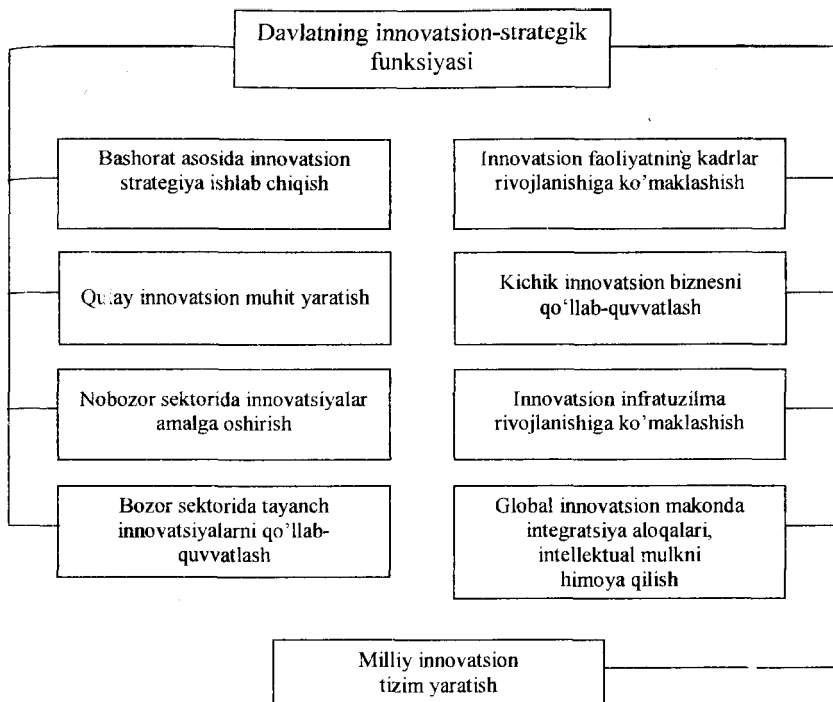 Davlatning innovatsion-strategik
funksiyasi
Bashorat asosida innovatsion
strategiya ishlab chiqish
Innovatsion faoliyatning kadrlar
rivojlanishiga ko’maklashish
innovatsion muhit yaratish
Kichik innovatsion biznesni
qo‘llab-quvvatlash
Nobozor sektorida innovatsiyalar
amalga oshirish
Innovatsion infratuzilma
rivojlanishiga ko’maklashish
Bozor sektorida tayanch
innovatsiyalarni qo’llab-
quvvatlash
Global innovatsion makonda
integratsiya aloqalari,
intellektual mulkni
himoya qilish
Milliy innovatsion
tizim yaratish